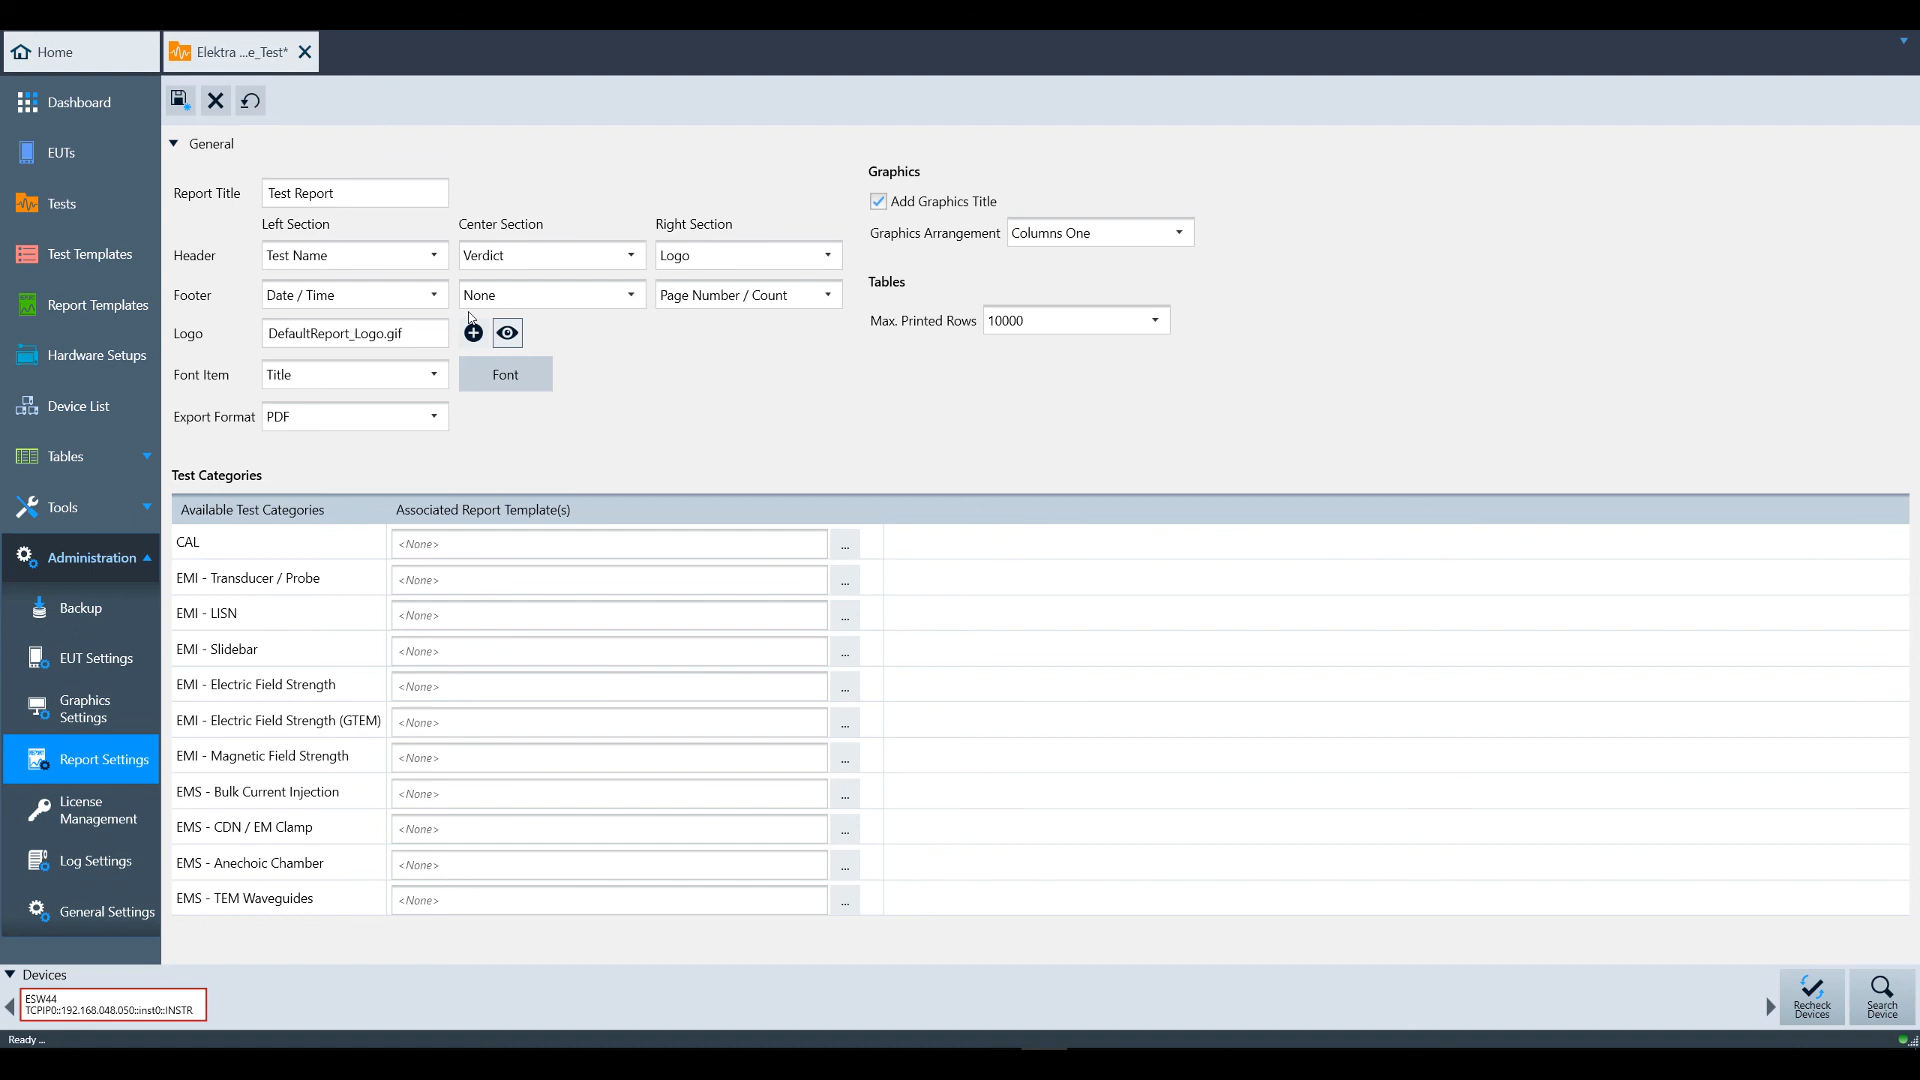 Home
Elektra ...e_Test*
Dashboard
EUTs
Tests
Test Templates
Report Templates
Hardware Setups
Device List
Tables
Tools
Administration
Backup
EUT Settings
Graphics
Settings
Report Settings
License
Management
Log Settings
General Settings
General
Report Title
Test Report
Left Section
Center Section
Right Section
Header
Test Name
Verdict
Logo
Footer
Date / Time
None
Page Number / Count
Logo
DefaultReport_Logo.gif
Font Item
Title
Font
Export Format
PDF
Graphics
Add Graphics Title
Graphics Arrangement
Columns One
Tables
Max. Printed Rows
10000
Test Categories
Available Test Categories
Associated Report Template(s)
CAL
<None>
...
EMI - Transducer / Probe
<None>
...
EMI - LISN
<None>
...
EMI - Slidebar
<None>
...
EMI - Electric Field Strength
<None>
...
EMI - Electric Field Strength (GTEM)
<None>
...
EMI - Magnetic Field Strength
<None>
...
EMS - Bulk Current Injection
<None>
...
EMS - CDN / EM Clamp
<None>
...
EMS - Anechoic Chamber
<None>
...
EMS - TEM Waveguides
<None>
...
Devices
ESW44
TCPIP0::192.168.048.050::inst0::INSTR
Recheck
Devices
Search
Device
Ready ...